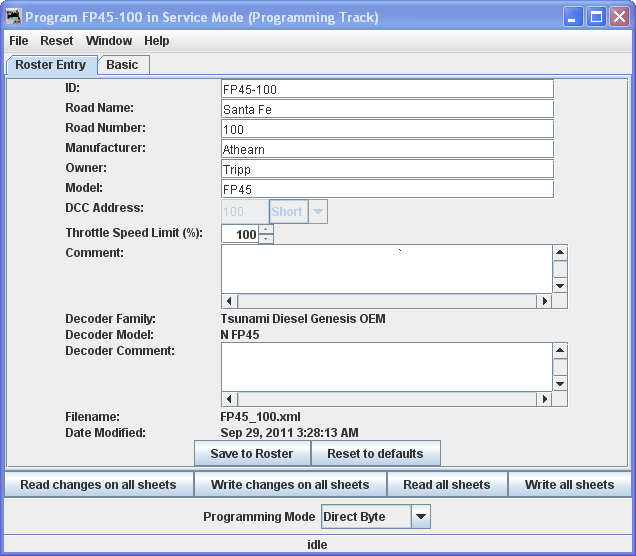 Program FP45-100 in Service Mode (Programming Track)
File Reset Window Help
Roster Entry Basic
ID: FP45-100
Road Name: Santa Fe
Road Number: 100
Manufacturer: Athearn
Owner: Tripp
Model: FP45
DCC Address: 100 Short
Throttle Speed Limit (%): 100
Comment: `
Decoder Family: Tsunami Diesel Genesis OEM
Decoder Model: N FP45
Decoder Comment:
Filename: FP45_100.xml
Date Modified: Sep 29, 2011 3:28:13 AM
Save to Roster Reset to defaults
Read changes on all sheets Write changes on all sheets Read all sheets Write all sheets
Programming Mode Direct Byte
idle